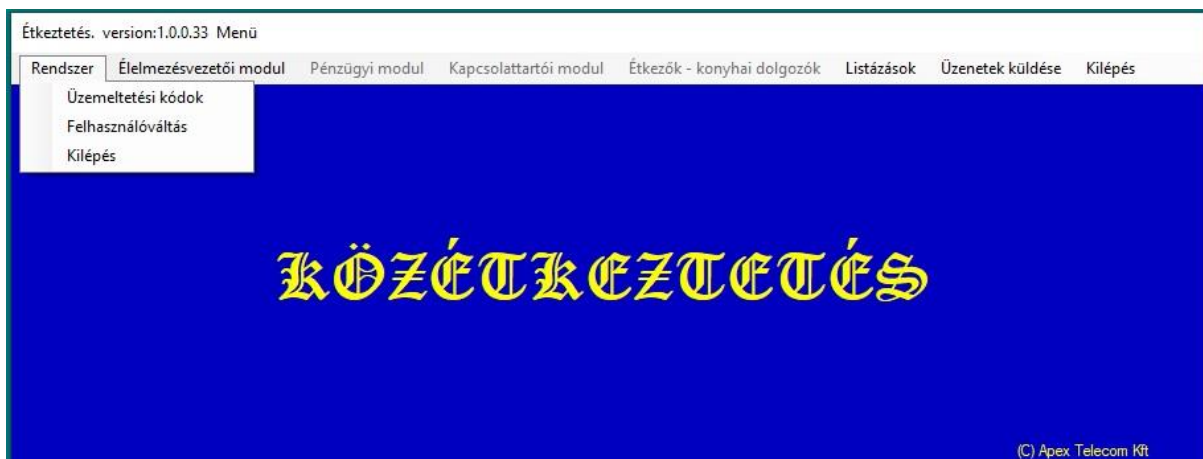 Étkeztetés. version:1.0.0.33 Menü
Rendszer Élelmezésvezetői modul Pénzügyi modul Kapcsolattartói modul Étkezők - konyhai dolgozók Listázások Üzenetek küldése Kilépés
Üzemeltetési kódok
Felhasználóváltás
Kilépés
KÖZÉTKEZTETÉS
(C) Apex Telecom Kft